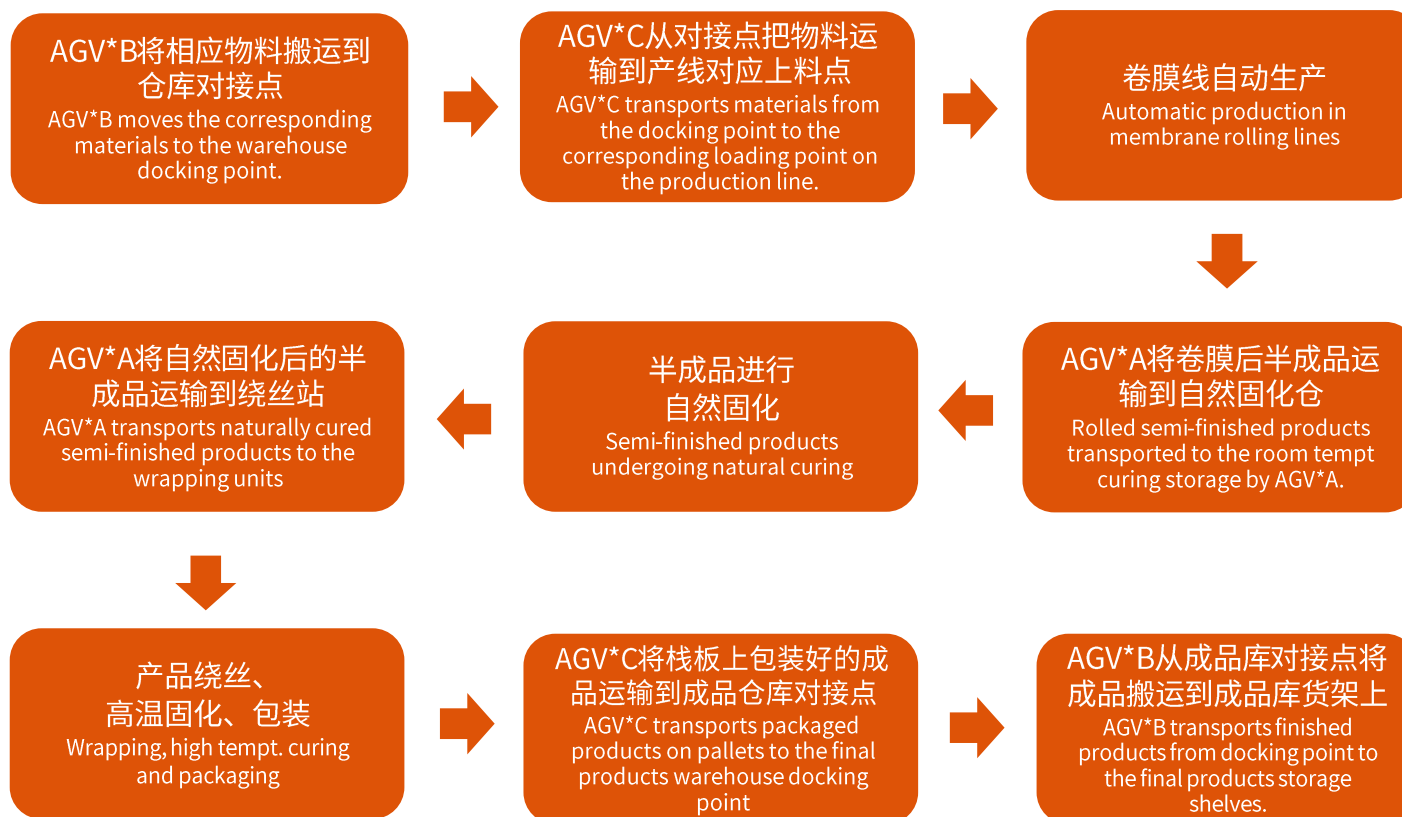 AGV*B将相应物料搬运到
仓库对接点
AGV*B moves the corresponding
materials to the warehouse
docking point.
AGV*C从对接点把物料运
输到产线对应上料点
AGV*C transports materials from
the docking point to the
corresponding loading point on
the production line.
卷膜线自动生产
Automatic production in
membrane rolling lines
AGV*A将卷膜后半成品运
输到自然固化仓
Rolled semi-finished products
transported to the room tempt
curing storage by AGV*A.
半成品进行
自然固化
Semi-finished products
undergoing natural curing
AGV*A将自然固化后的半
成品运输到绕丝站
AGV*A transports naturally cured
semi-finished products to the
wrapping units
产品绕丝、
高温固化、包装
Wrapping, high tempt. curing
and packaging
AGV*C将栈板上包装好的成
品运输到成品仓库对接点
AGV*C transports packaged
products on pallets to the final
products warehouse docking
point
AGV*B从成品库对接点将
成品搬运到成品库货架上
AGV*B transports finished
products from docking point to
the final products storage
shelves.